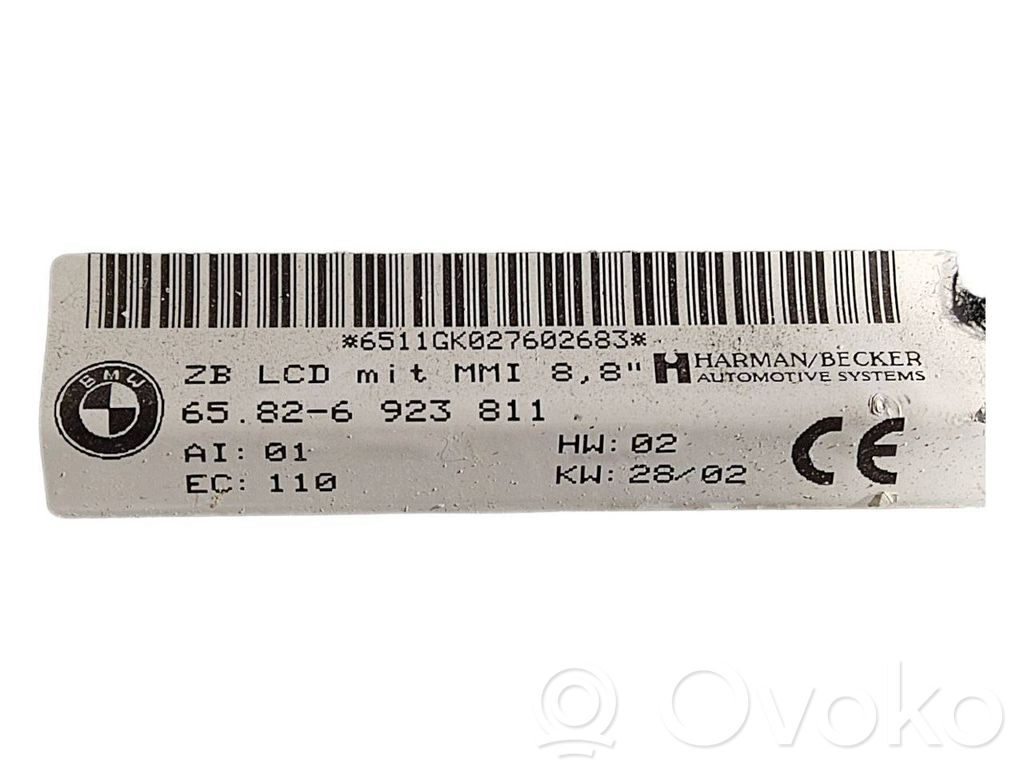 *6511GK027602683*
BMW
ZB LCD mit MMI 8,8" HARMAN/BECKER
AUTOMOTIVE SYSTEMS
65.82-6 923 811
AI: 01 HW: 02
EC: 110 KW: 28/02
CE
Ovoko